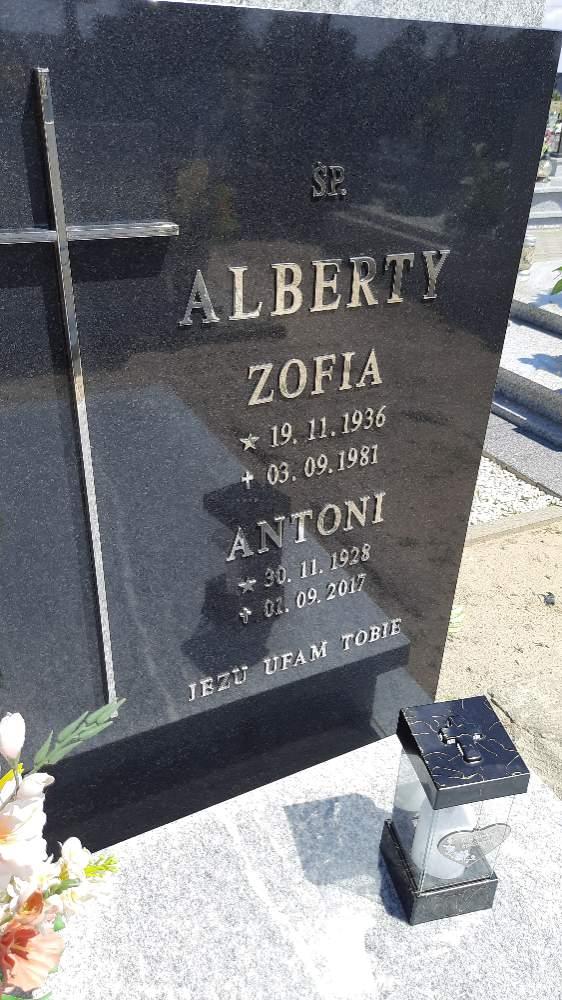 ŚP.
ALBERTY
ZOFIA
★ 19. 11. 1936
✝ 03. 09. 1981
ANTONI
★ 30. 11. 1928
✝ 01. 09. 2017
JEZU UFAM TOBIE